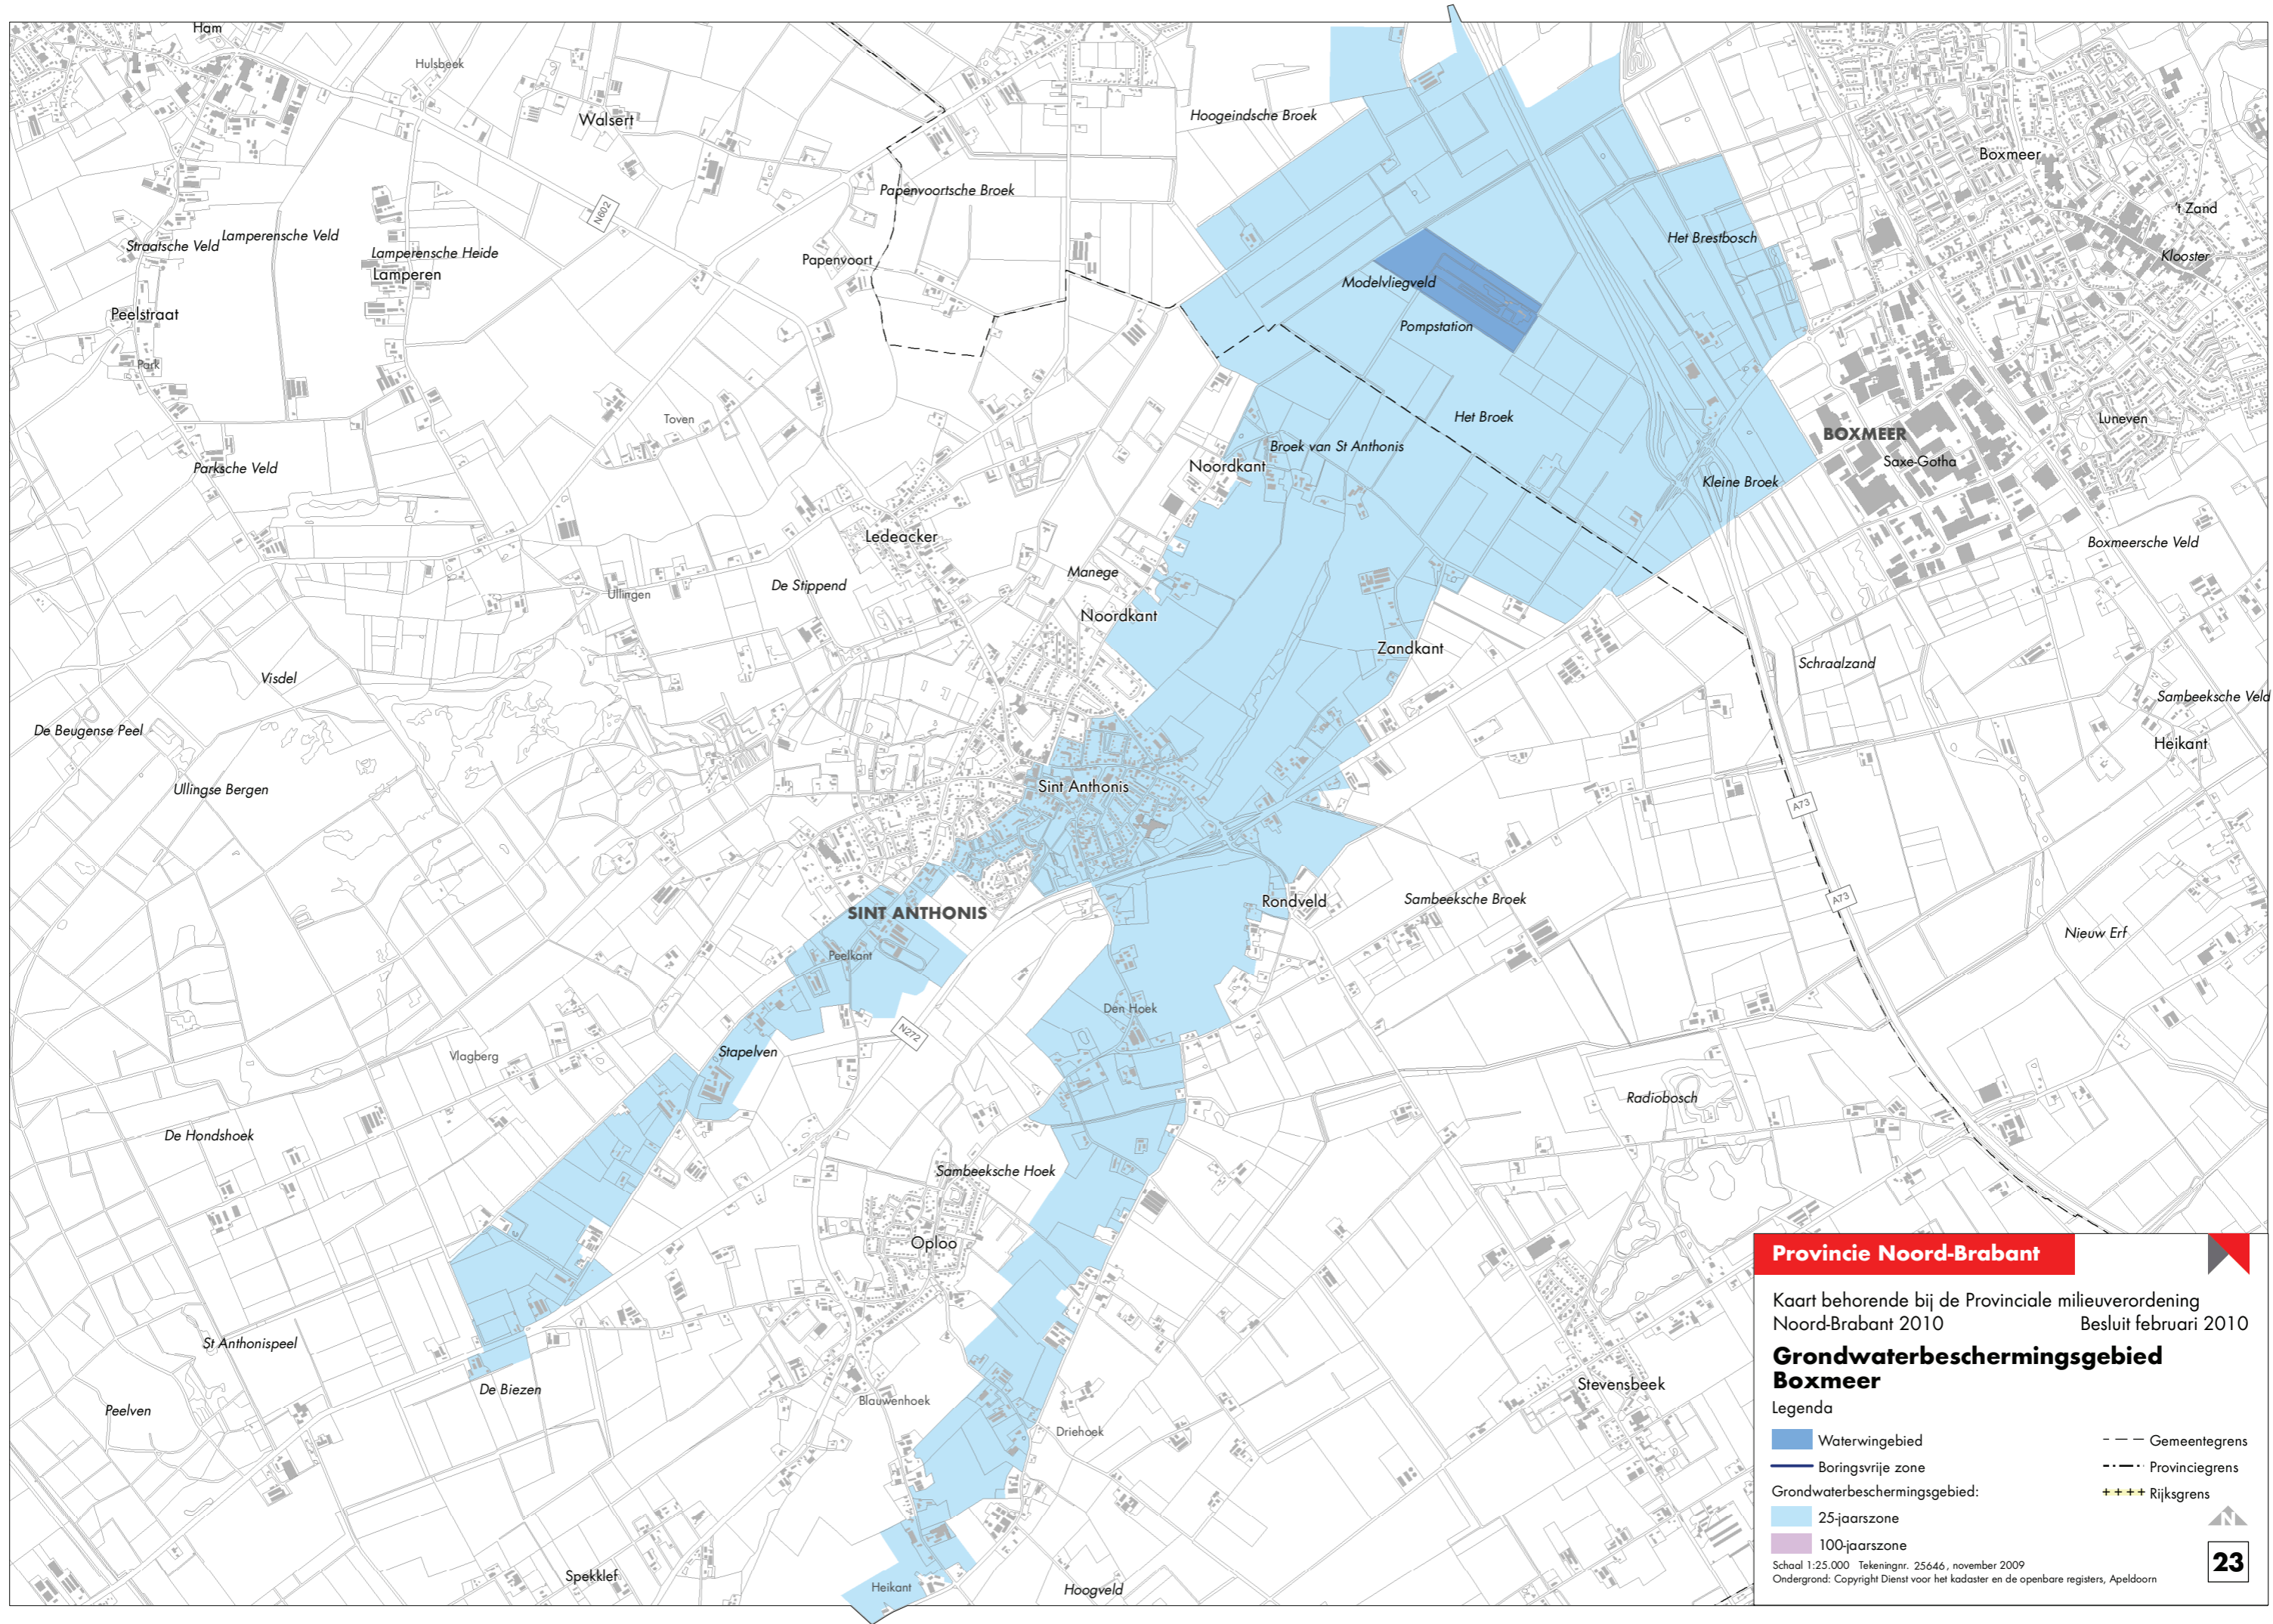 Ham
Hulsbeek
Walsert
Hoogeindsche Broek
Boxmeer
N602
Papenvoortsche Broek
't Zand
Straatsche Veld
Lamperensche Veld
Lamperensche Heide
Lamperen
Papenvoort
Het Brestbosch
Klooster
Modelvliegveld
Peelstraat
Pompstation
Park
Toven
Het Broek
Luneven
BOXMEER
Broek van St Anthonis
Saxe-Gotha
Parksche Veld
Noordkant
Kleine Broek
Ledeacker
Boxmeersche Veld
Manege
De Stippend
Ullingen
Noordkant
Zandkant
Schraalzand
Visdel
Sambeeksche Veld
De Beugense Peel
Heikant
Ullingse Bergen
Sint Anthonis
A73
A73
Rondveld
Sambeeksche Broek
SINT ANTHONIS
Nieuw Erf
Peelkant
Den Hoek
N272
Stapelven
Vlagberg
Radiobosch
De Hondshoek
Sambeeksche Hoek
Oploo
St Anthonispeel
De Biezen
Stevensbeek
Peelven
Blauwenhoek
Driehoek
Spekklef
Heikant
Hoogveld
Provincie Noord-Brabant
Kaart behorende bij de Provinciale milieuverordening
Noord-Brabant 2010 Besluit februari 2010
Grondwaterbeschermingsgebied
Boxmeer
Legenda
Waterwingebied
Boringsvrije zone
Grondwaterbeschermingsgebied:
25-jaarszone
100-jaarszone
Gemeentegrens
Provinciegrens
Rijksgrens
N
Schaal 1:25.000 Tekeningnr. 25646, november 2009
Ondergrond: Copyright Dienst voor het kadaster en de openbare registers, Apeldoorn
23